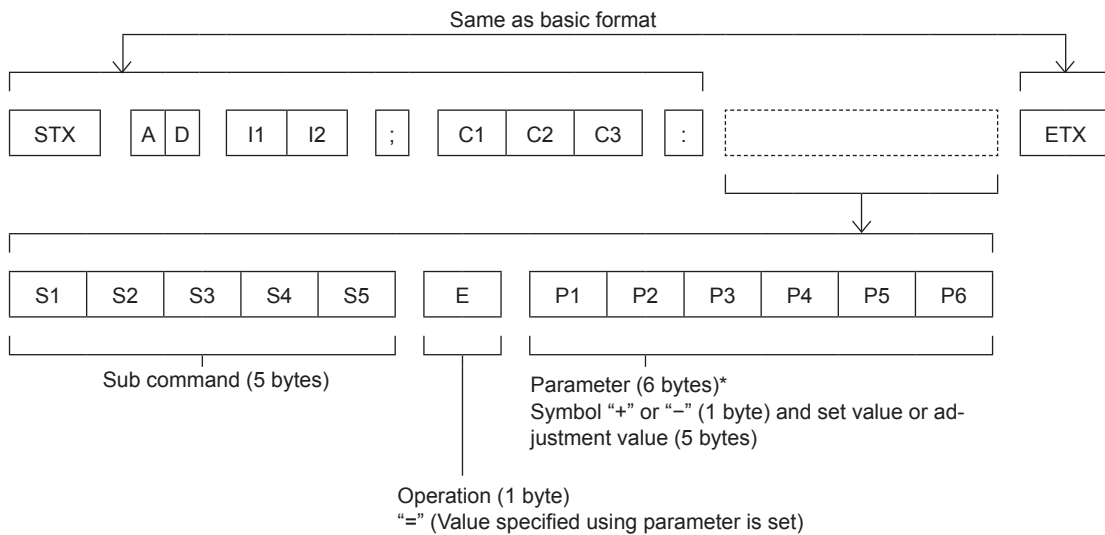 Same as basic format
STX A D I1 I2 ; C1 C2 C3 : ETX
S1 S2 S3 S4 S5 E P1 P2 P3 P4 P5 P6
Sub command (5 bytes)
Parameter (6 bytes)*
Symbol “+” or “−” (1 byte) and set value or ad-
justment value (5 bytes)
Operation (1 byte)
“=” (Value specified using parameter is set)